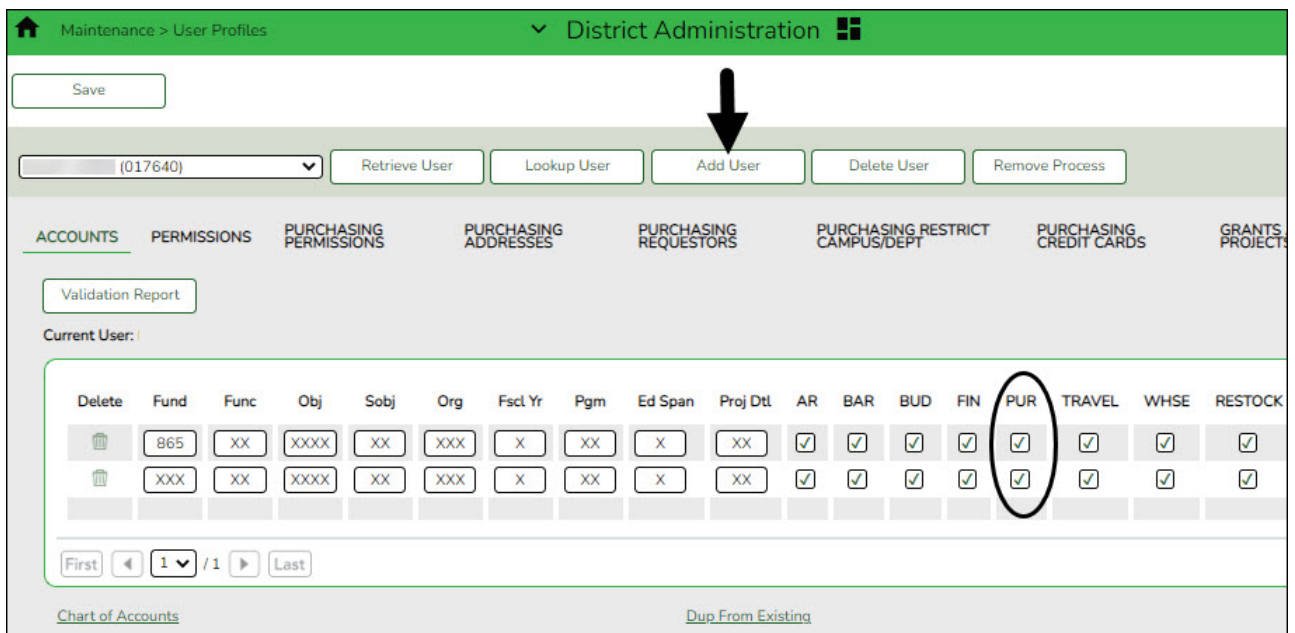 Maintenance > User Profiles
District Administration
Save
(017640)
Retrieve User
Lookup User
Add User
Delete User
Remove Process
ACCOUNTS
PERMISSIONS
PURCHASING
PERMISSIONS
PURCHASING
ADDRESSES
PURCHASING
REQUESTORS
PURCHASING RESTRICT
CAMPUS/DEPT
PURCHASING
CREDIT CARDS
GRANTS
PROJECTS
Validation Report
Current User:
Delete Fund Func Obj Sobj Org Fscl Yr Pgm Ed Span Proj Dtl AR BAR BUD FIN PUR TRAVEL WHSE RESTOCK
865 XX XXXX XX XXX X XX X XX
XXX XX XXXX XX XXX X XX X XX
First 1 / 1 Last
Chart of Accounts
Dup From Existing